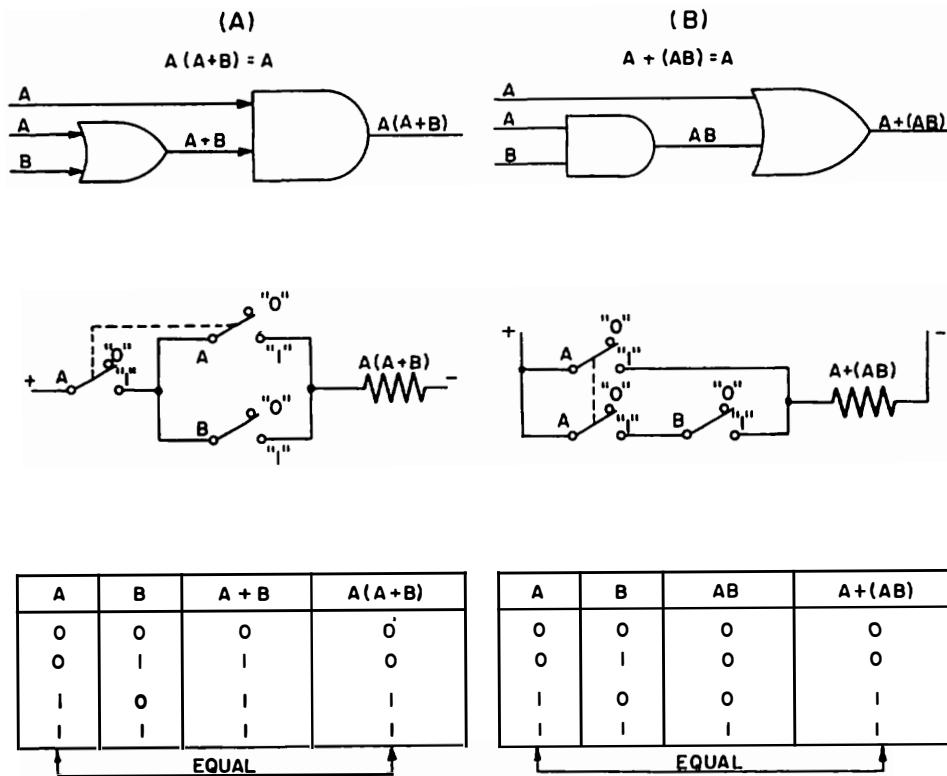 (A)
A(A+B) = A
A
A
B
A+B
A(A+B)
(B)
A + (AB) = A
A
A
B
AB
A+(AB)
"O"
A
"I"
"O"
+ A
"I"
A(A+B)
-
B
"O"
"I"
+
"O"
A
"I"
"O"
A
"I"
B
"O"
"I"
A+(AB)
-
A B A + B A(A+B)
0 0 0 0
0 1 1 0
1 0 1 1
1 1 1 1
EQUAL
A B AB A+(AB)
0 0 0 0
0 1 0 0
1 0 0 1
1 1 1 1
EQUAL